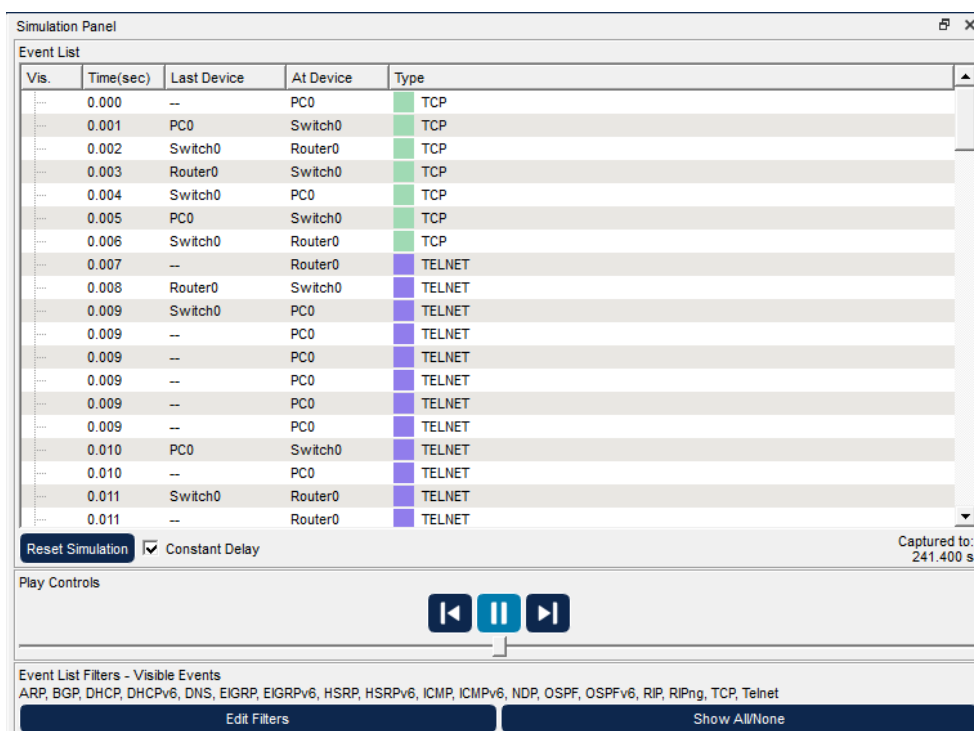 Simulation Panel
Event List
Vis. Time(sec) Last Device At Device Type
0.000 -- PC0 TCP
0.001 PC0 Switch0 TCP
0.002 Switch0 Router0 TCP
0.003 Router0 Switch0 TCP
0.004 Switch0 PC0 TCP
0.005 PC0 Switch0 TCP
0.006 Switch0 Router0 TCP
0.007 -- Router0 TELNET
0.008 Router0 Switch0 TELNET
0.009 Switch0 PC0 TELNET
0.009 -- PC0 TELNET
0.009 -- PC0 TELNET
0.009 -- PC0 TELNET
0.009 -- PC0 TELNET
0.009 -- PC0 TELNET
0.010 PC0 Switch0 TELNET
0.010 -- PC0 TELNET
0.011 Switch0 Router0 TELNET
0.011 -- Router0 TELNET
Reset Simulation Constant Delay Captured to:
241.400 s
Play Controls
Event List Filters - Visible Events
ARP, BGP, DHCP, DHCPv6, DNS, EIGRP, EIGRPv6, HSRP, HSRPv6, ICMP, ICMPv6, NDP, OSPF, OSPFv6, RIP, RIPng, TCP, Telnet
Edit Filters Show All/None